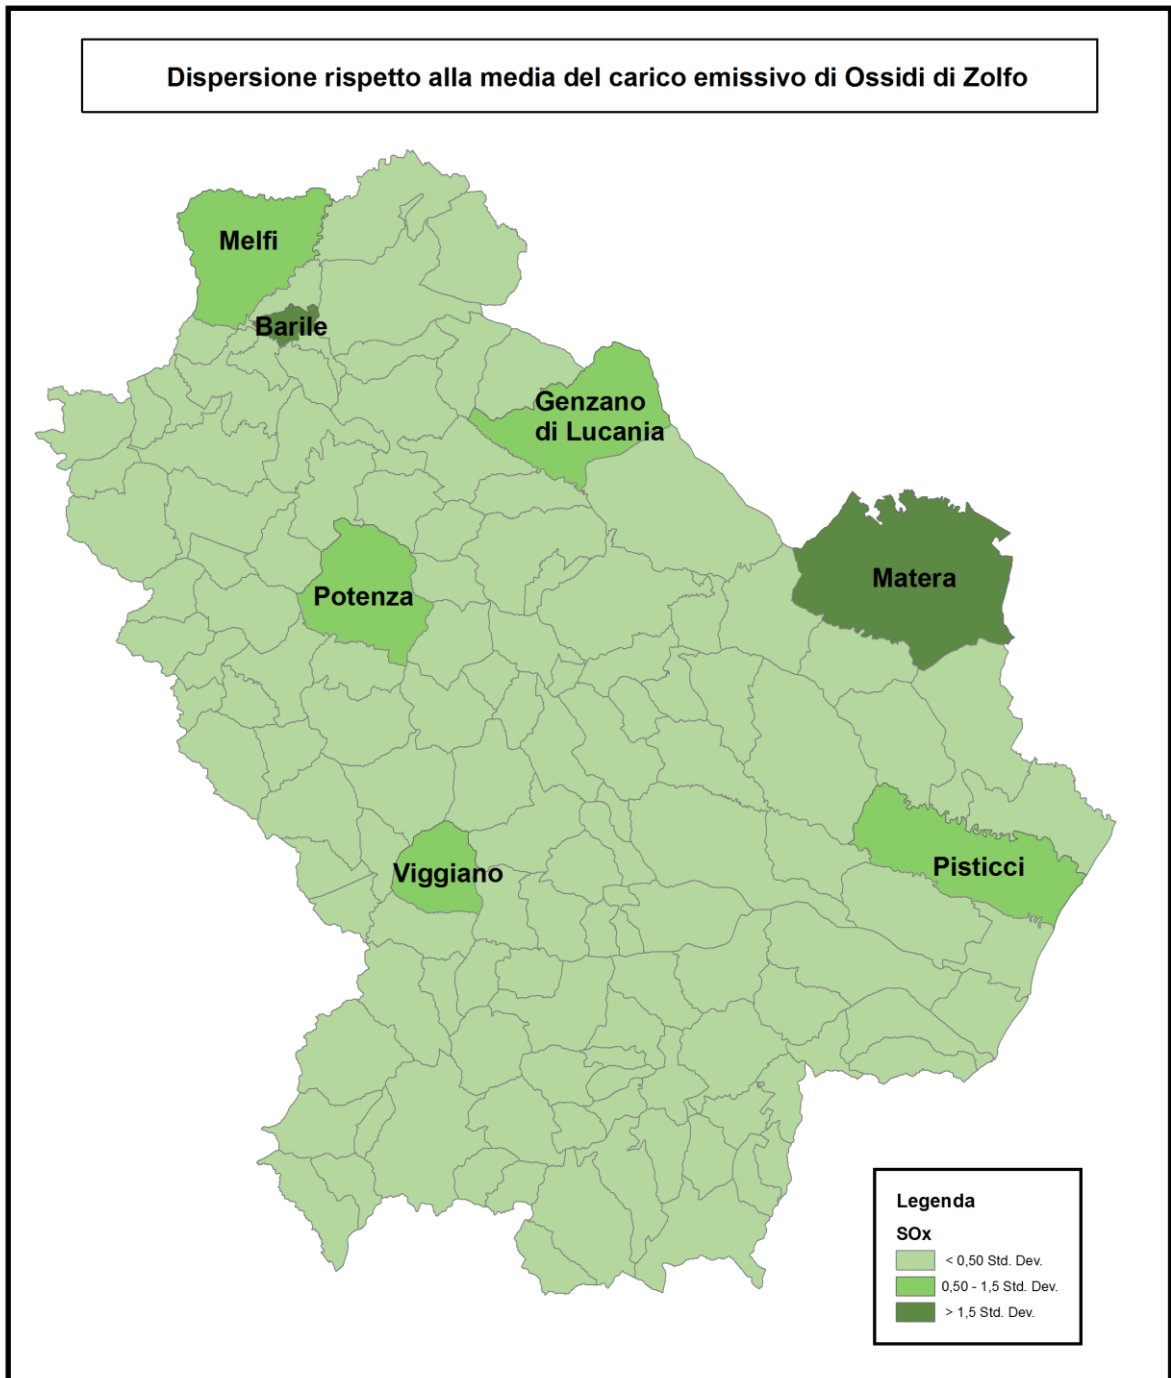 Dispersione rispetto alla media del carico emissivo di Ossidi di Zolfo
Melfi
Barile
Genzano
di Lucania
Matera
Potenza
Viggiano
Pisticci
Legenda
SOx
< 0,50 Std. Dev.
0,50 - 1,5 Std. Dev.
> 1,5 Std. Dev.